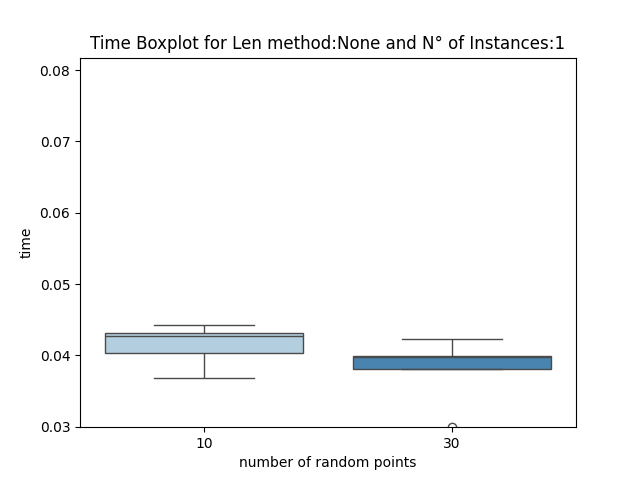 Time Boxplot for Len method:None and N° of Instances:1
0.08
0.07
0.06
0.05
0.04
0.03
time
10
30
number of random points